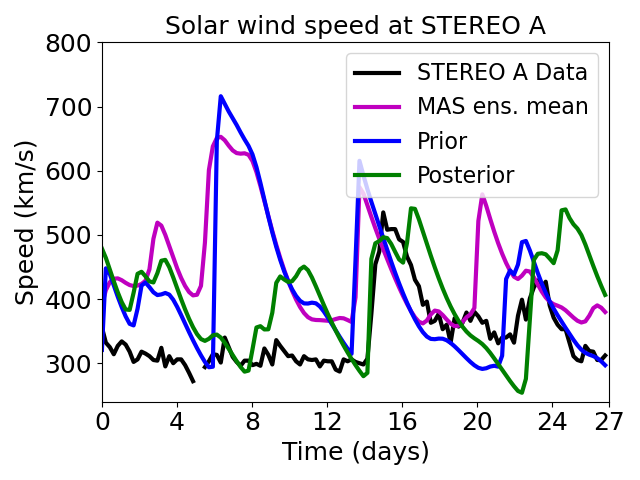 Solar wind speed at STEREO A
800
700
600
500
400
300
Speed (km/s)
STEREO A Data
MAS ens. mean
Prior
Posterior
0 4 8 12 16 20 24 27
Time (days)